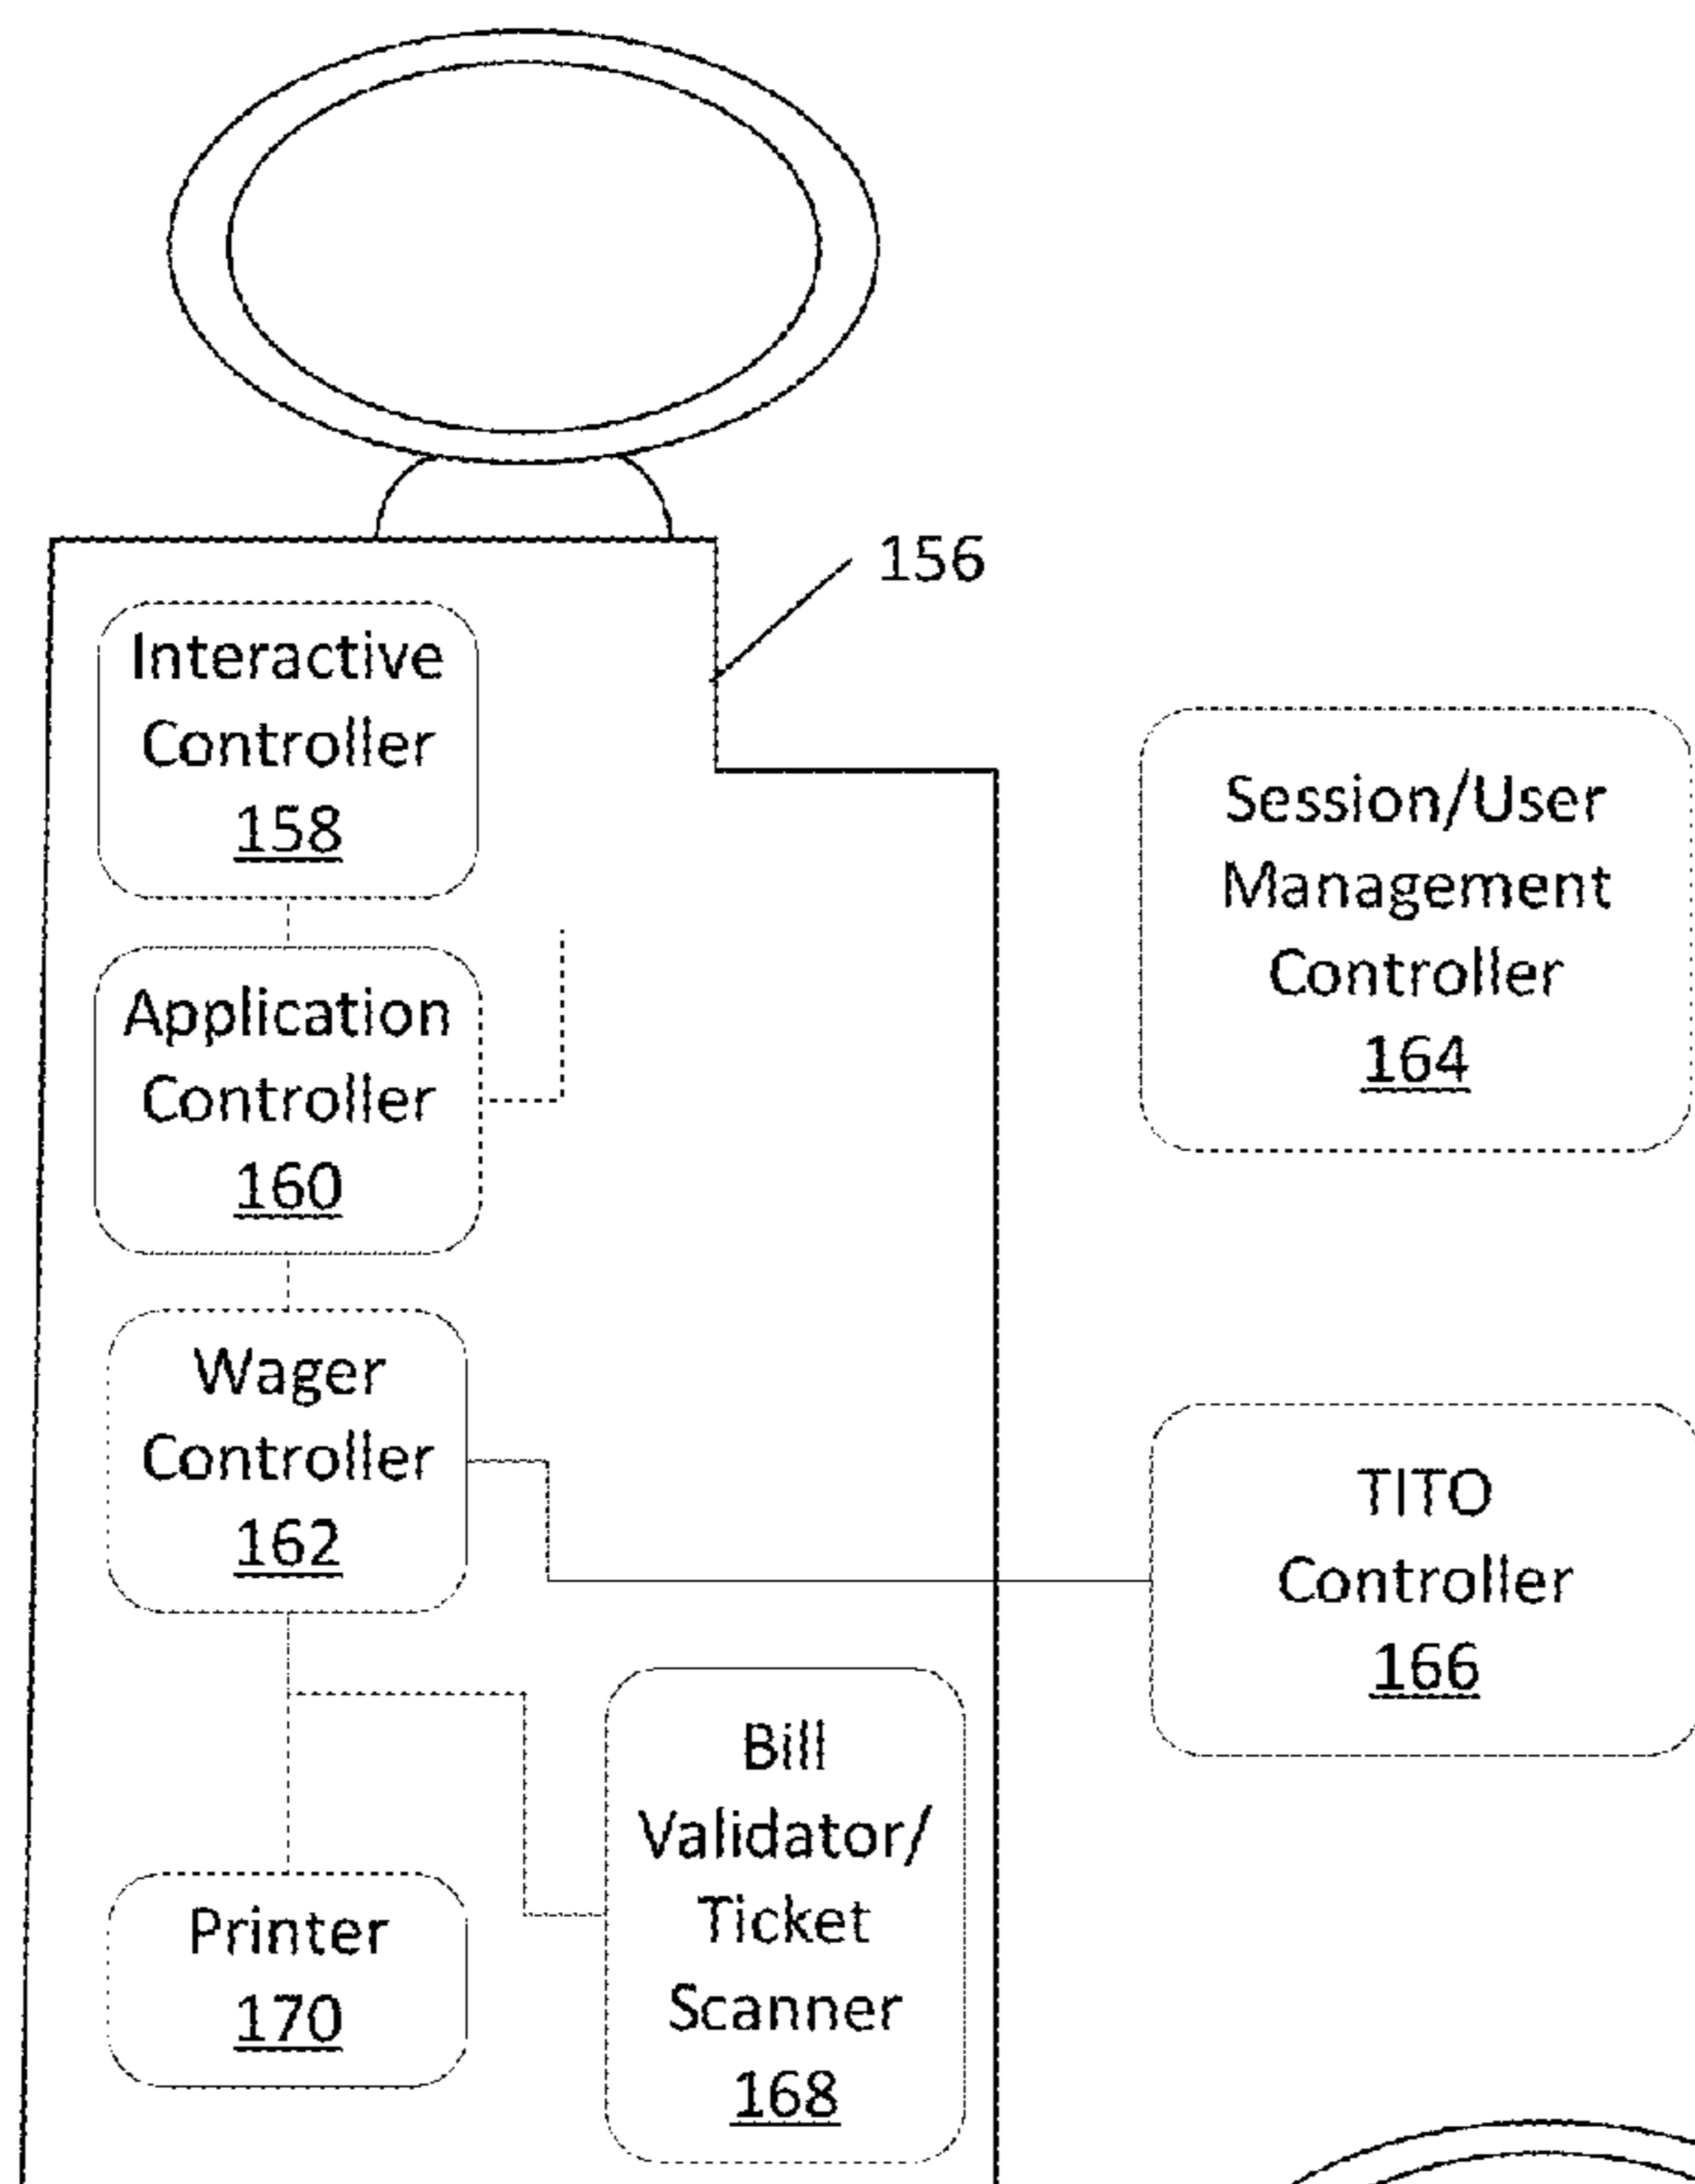 156
Interactive
Controller
158
Application
Controller
160
Wager
Controller
162
Printer
170
Bill
Validator/
Ticket
Scanner
168
Session/User
Management
Controller
164
TITO
Controller
166